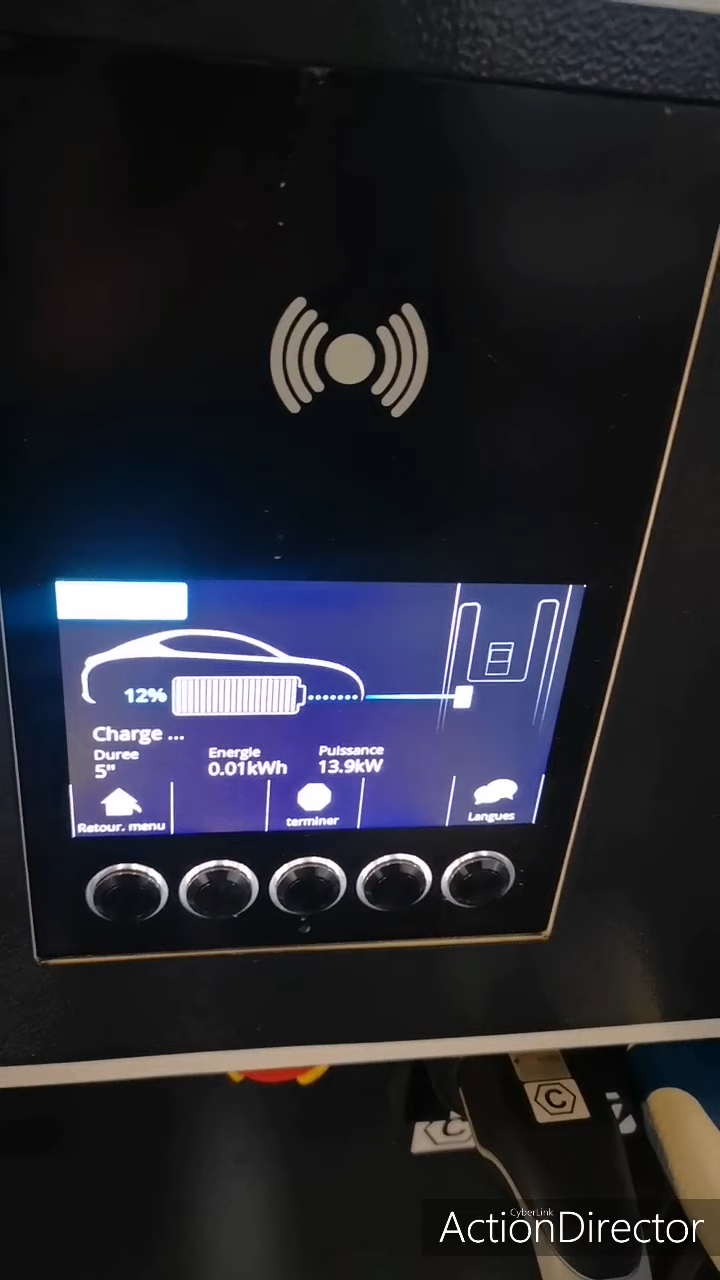 12%
Charge ...
Duree Energie Puissance
5" 0.01kWh 13.9kW
Retour. menu terminer Langues
C
C
CyberLink
ActionDirector